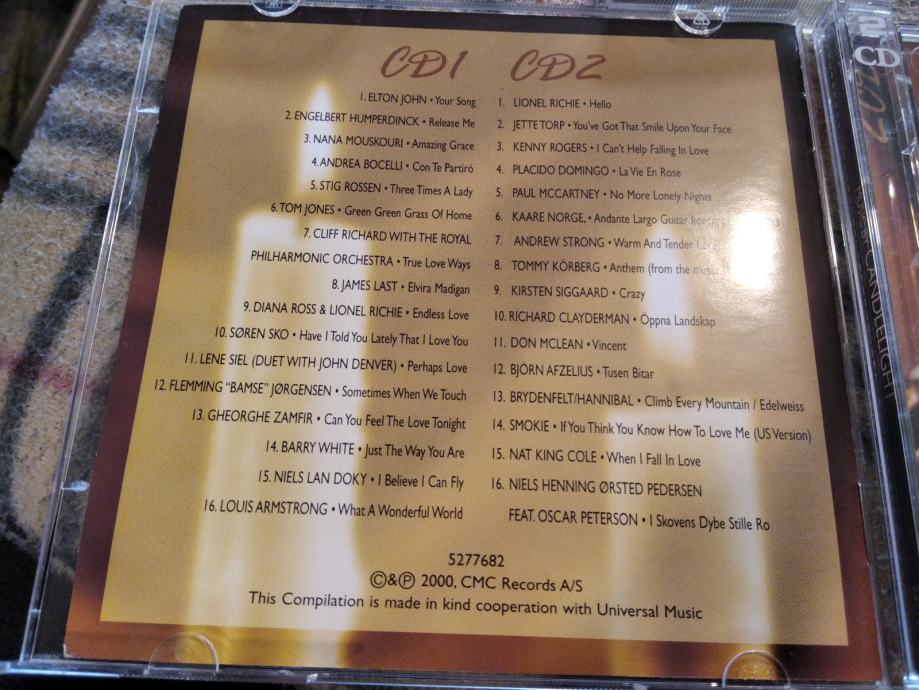 CD1
1. ELTON JOHN • Your Song
2. ENGELBERT HUMPERDINCK • Release Me
3. NANA MOUSKOURI • Amazing Grace
4. ANDREA BOCELLI • Con Te Partiró
5. STIG ROSSEN • Three Times A Lady
6. TOM JONES • Green Green Grass Of Home
7. CLIFF RICHARD WITH THE ROYAL
PHILHARMONIC ORCHESTRA • True Love Ways
8. JAMES LAST • Elvira Madigan
9. DIANA ROSS & LIONEL RICHIE • Endless Love
10. SØREN SKO • Have I Told You Lately That I Love You
11. LENE SIEL (DUET WITH JOHN DENVER) • Perhaps Love
12. FLEMMING "BAMSE" JØRGENSEN • Sometimes When We Touch
13. GHEORGHE ZAMFIR • Can You Feel The Love Tonight
14. BARRY WHITE • Just The Way You Are
15. NIELS LAN DOKY • I Believe I Can Fly
16. LOUIS ARMSTRONG • What A Wonderful World
CD2
1. LIONEL RICHIE • Hello
2. JETTE TORP • You've Got That Smile Upon Your Face
3. KENNY ROGERS • I Can't Help Falling In Love
4. PLACIDO DOMINGO • La Vie En Rose
5. PAUL MCCARTNEY • No More Lonely Nights
6. KAARE NORGE, • Andante Largo Guitar
7. ANDREW STRONG • Warm And Tender
8. TOMMY KÖRBERG • Anthem (from the
9. KIRSTEN SIGGAARD • Crazy
10. RICHARD CLAYDERMAN • Öppna Landskap
11. DON MCLEAN • Vincent
12. BJÖRN AFZELIUS • Tusen Bitar
13. BRYDENFELT/HANNIBAL • Climb Every Mountain / Edelweiss
14. SMOKIE • If You Think You Know How To Love Me (US Version)
15. NAT KING COLE • When I Fall In Love
16. NIELS HENNING ØRSTED PEDERSEN
FEAT. OSCAR PETERSON • I Skovens Dybe Stille Ro
5277682
©&℗ 2000, CMC Records A/S
This Compilation is made in kind cooperation with Universal Music
2
CD
CANDLELIGHT